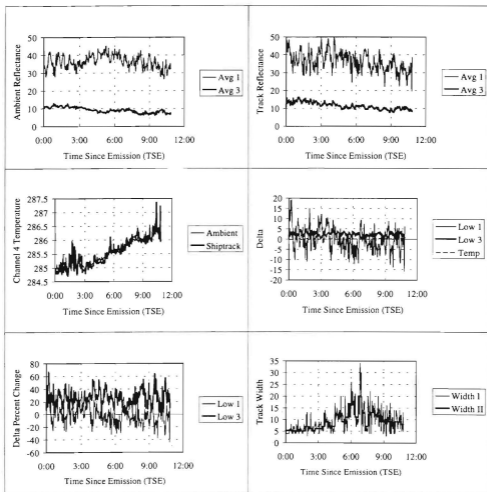 50
40
30
20
10
0
Ambient Reflectance
0:00 3:00 6:00 9:00 12:00
Time Since Emission (TSE)
Avg 1
Avg 3
50
40
30
20
10
0
Track Reflectance
0:00 3:00 6:00 9:00 12:00
Time Since Emission (TSE)
Avg 1
Avg 3
287.5
287
286.5
286
285.5
285
284.5
Channel 4 Temperature
0:00 3:00 6:00 9:00 12:00
Time Since Emission (TSE)
Ambient
Shiptrack
20
15
10
5
0
-5
-10
-15
-20
Delta
0:00 3:00 6:00 9:00 12:00
Time Since Emission (TSE)
Low 1
Low 3
Temp
80
60
40
20
0
-20
-40
-60
Delta Percent Change
0:00 3:00 6:00 9:00 12:00
Time Since Emission (TSE)
Low 1
Low 3
35
30
25
20
15
10
5
0
Track Width
0:00 3:00 6:00 9:00 12:00
Time Since Emission (TSE)
Width I
Width II